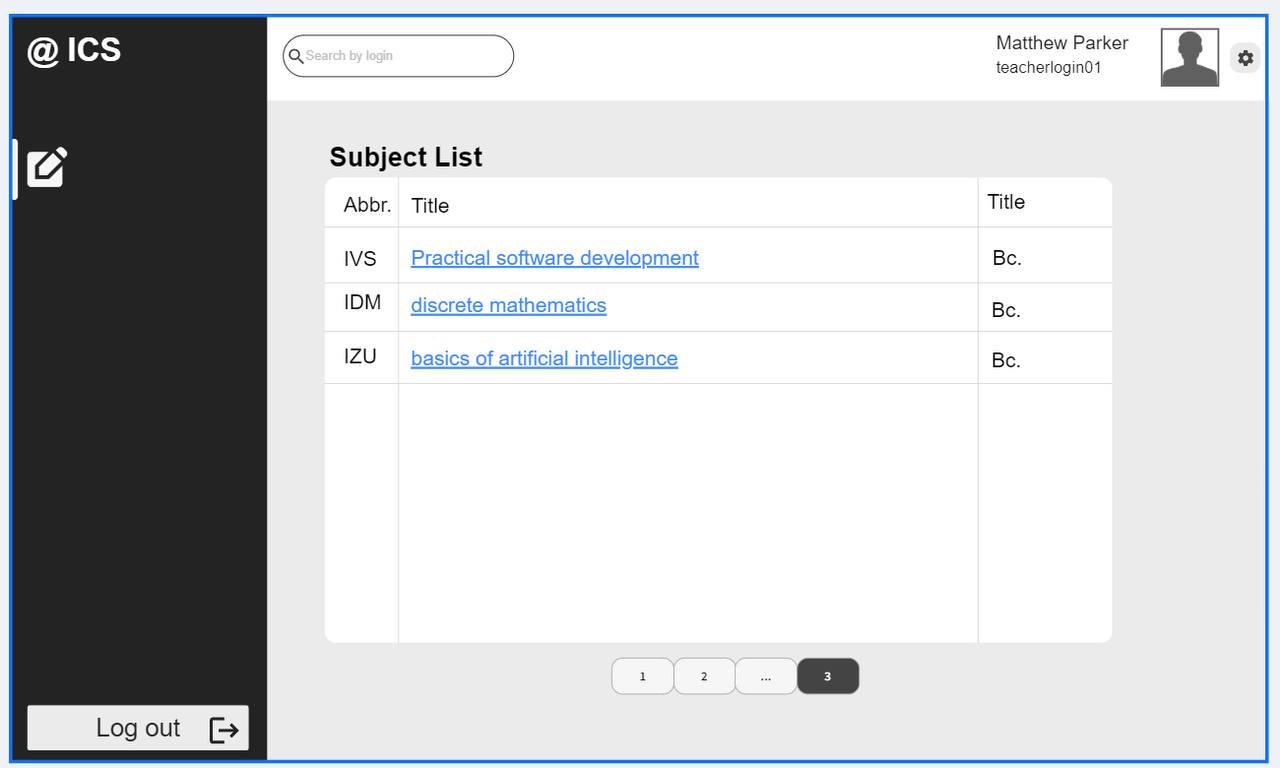 @ ICS
Search by login
Matthew Parker
teacherlogin01
Subject List
Abbr. Title Title
IVS Practical software development Bc.
IDM discrete mathematics Bc.
IZU basics of artificial intelligence Bc.
1 2 ... 3
Log out